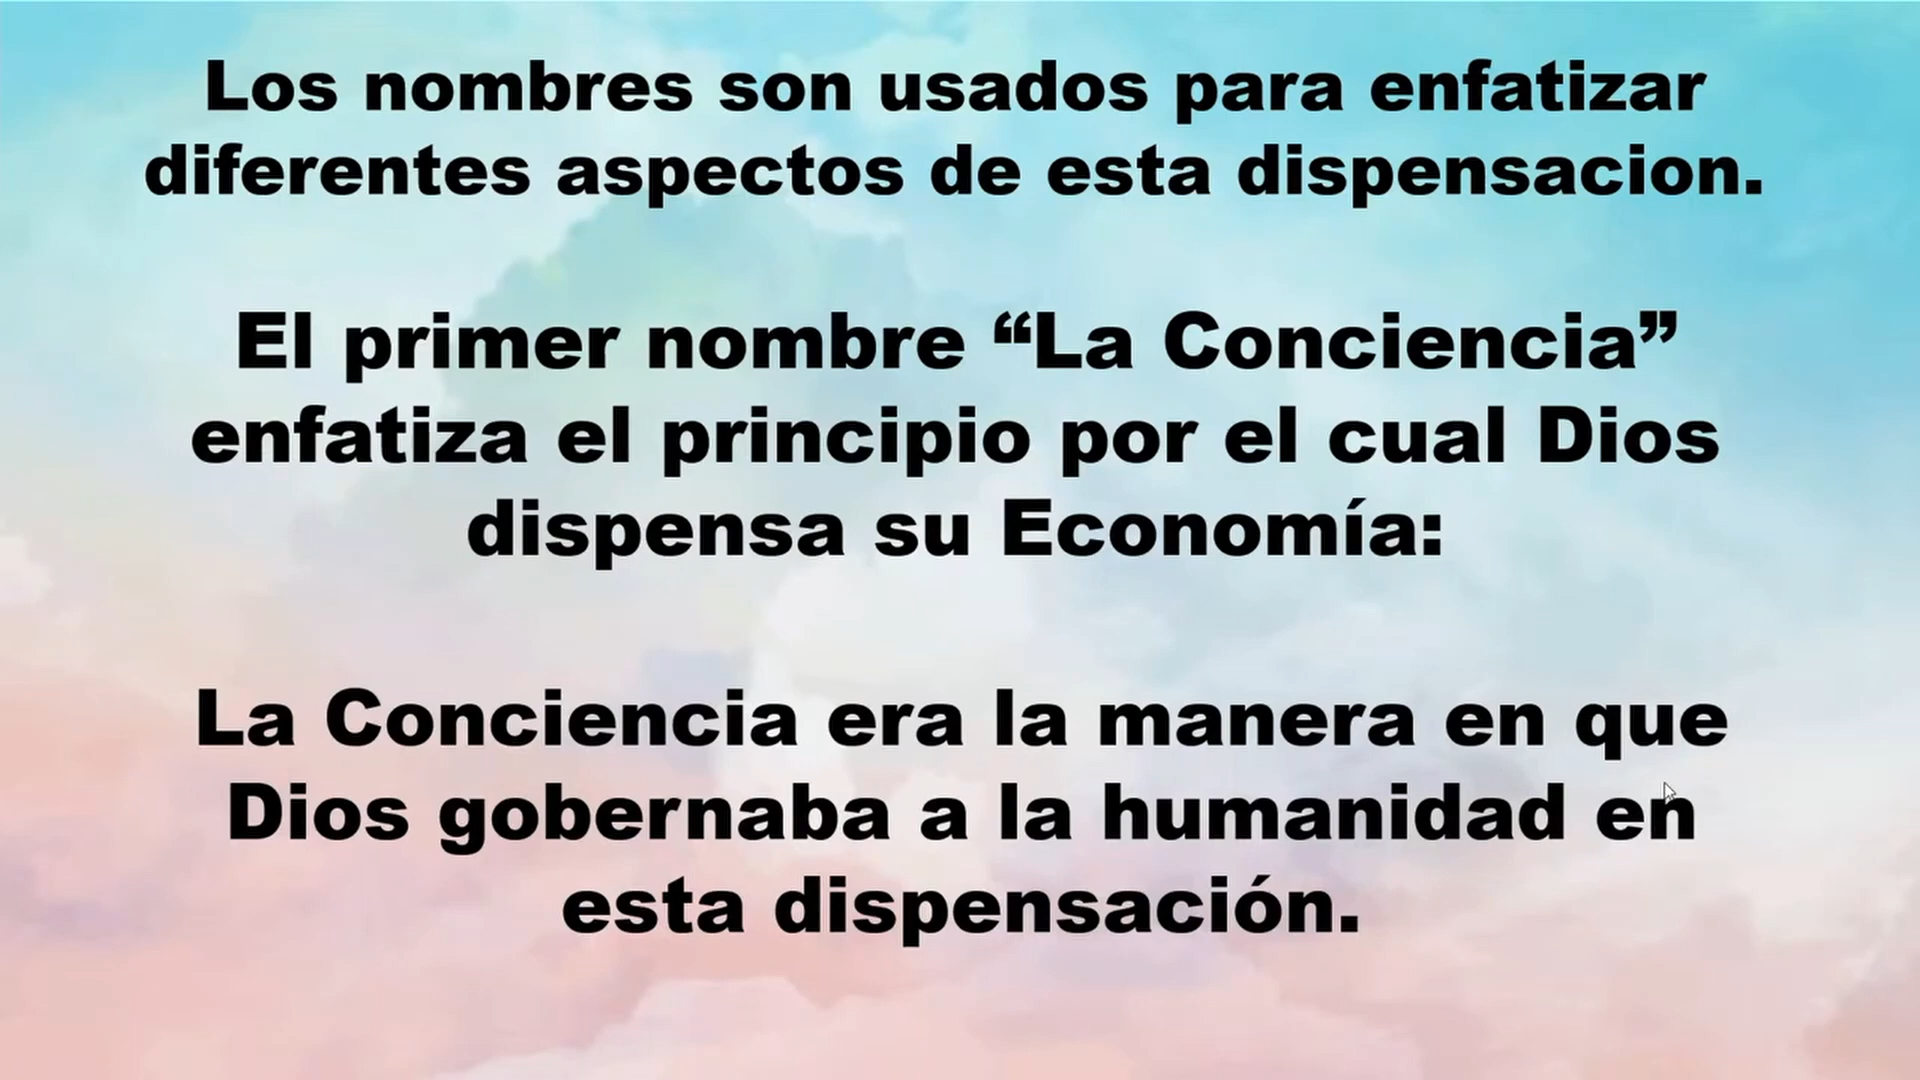 Los nombres son usados para enfatizar
diferentes aspectos de esta dispensacion.
El primer nombre “La Conciencia”
enfatiza el principio por el cual Dios
dispensa su Economía:
La Conciencia era la manera en que
Dios gobernaba a la humanidad en
esta dispensación.